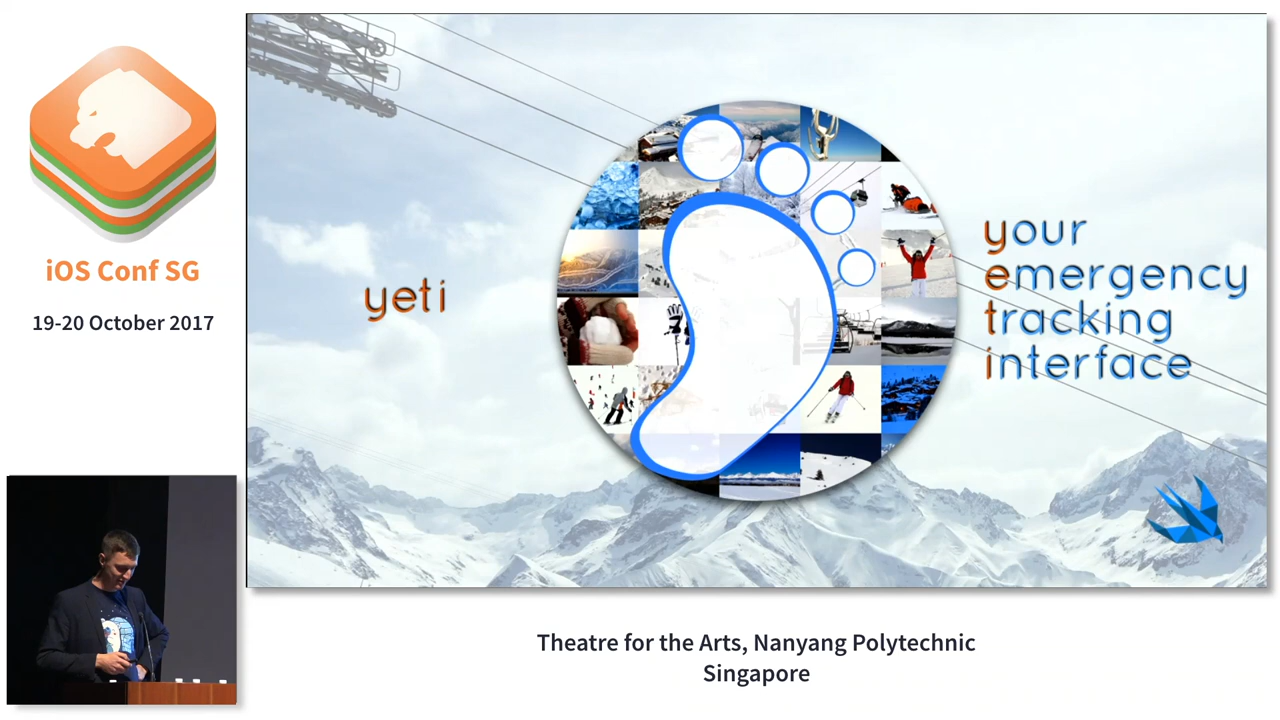 iOS Conf SG
19-20 October 2017
yeti
your
emergency
tracking
interface
Theatre for the Arts, Nanyang Polytechnic
Singapore